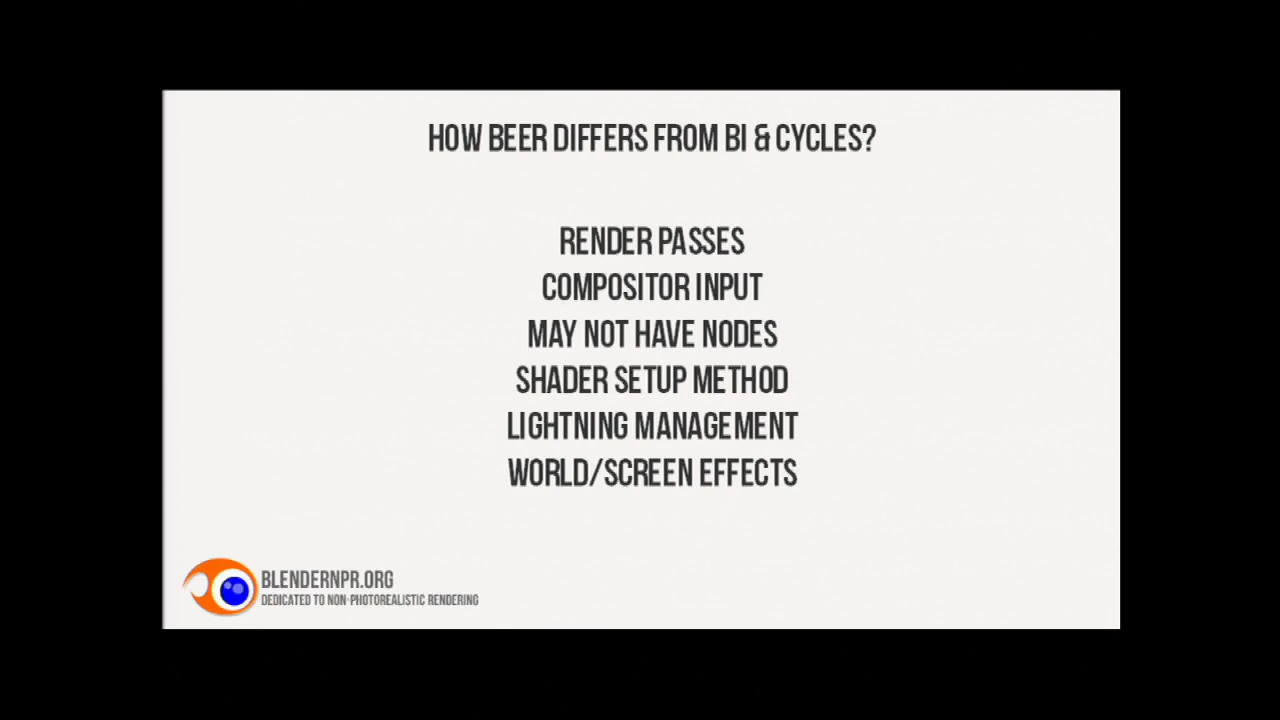 HOW BEER DIFFERS FROM BI & CYCLES?
RENDER PASSES
COMPOSITOR INPUT
MAY NOT HAVE NODES
SHADER SETUP METHOD
LIGHTNING MANAGEMENT
WORLD/SCREEN EFFECTS
BLENDERNPR.ORG
DEDICATED TO NON-PHOTOREALISTIC RENDERING